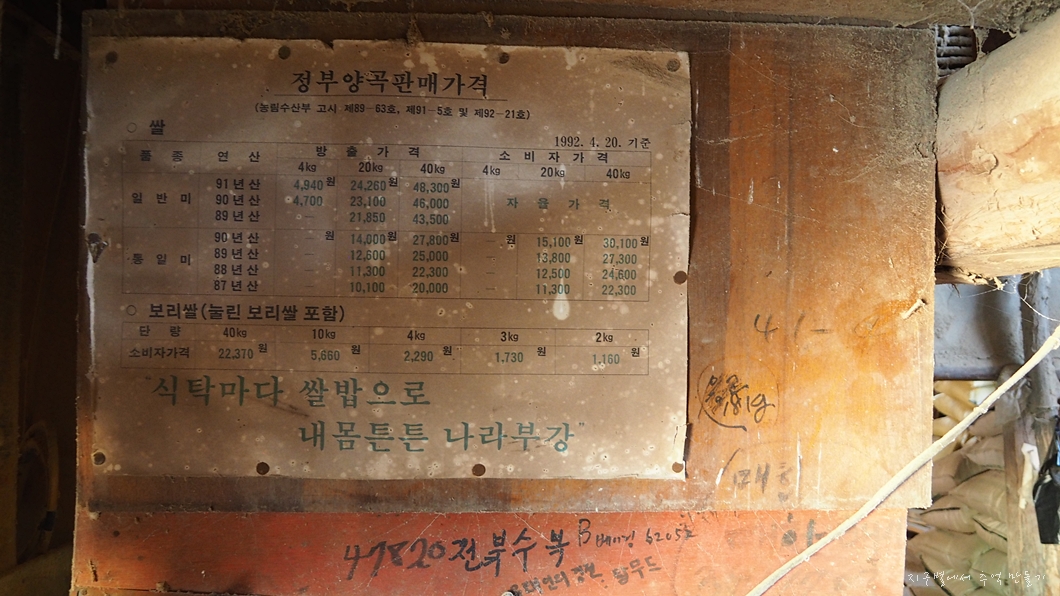 정부양곡판매가격
(농림수산부 고시 제89-63호, 제91-5호 및 제92-21호)
○ 쌀
1992. 4. 20. 기준
품 종 연 산 방 출 가 격 소 비 자 가 격
4kg 20kg 40kg 4kg 20kg 40kg
일 반 미 91년산 4,940원 24,260원 48,300원 자 율 가 격
90년산 4,700 23,100 46,000
89년산 — 21,850 43,500
통 일 미 90년산 — 원 14,000원 27,800원 — 원 15,100원 30,100원
89년산 — 12,600 25,000 — 13,800 27,300
88년산 — 11,300 22,300 — 12,500 24,600
87년산 — 10,100 20,000 — 11,300 22,300
○ 보리쌀(눌린 보리쌀 포함)
단 량 40kg 10kg 4kg 3kg 2kg
소비자가격 22,370원 5,660원 2,290원 1,730원 1,160원
"식탁마다 쌀밥으로
내몸튼튼 나라부강"
47820 전북수복 B
지구별에서 추억 만들기